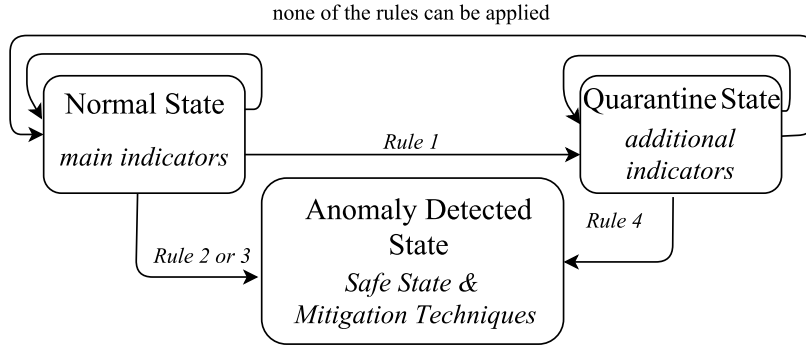 none of the rules can be applied
Normal State
main indicators
Rule 1
Quarantine State
additional
indicators
Anomaly Detected
State
Safe State &
Mitigation Techniques
Rule 2 or 3
Rule 4